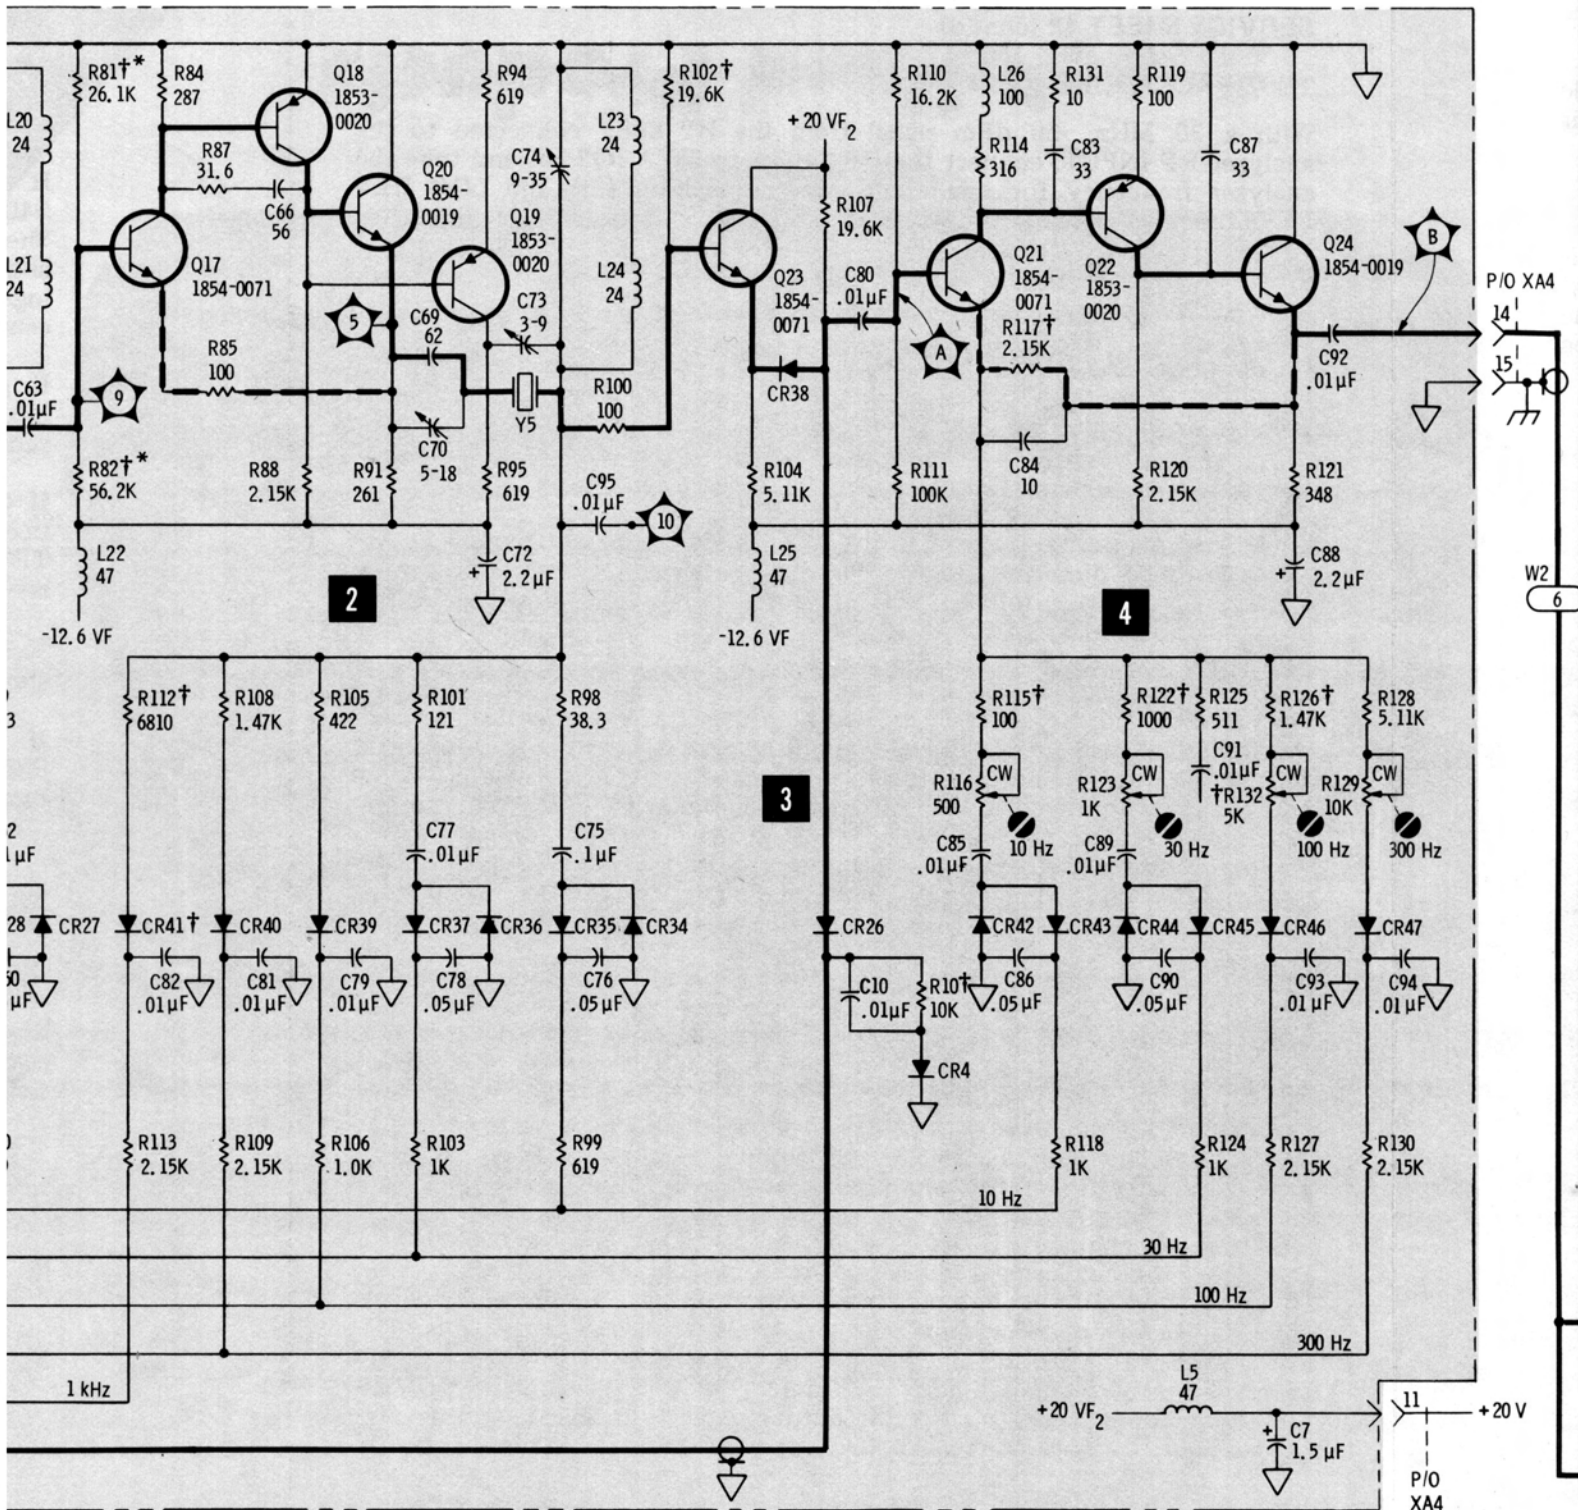 R81†*
26.1K
R84
287
Q18
1853-
0020
R94
619
R102†
19.6K
R110
16.2K
L26
100
R131
10
R119
100
L20
24
L23
24
+20 VF2
R87
31.6
C74
9-35
R114
316
C83
33
C87
33
Q20
1854-
0019
C66
56
Q19
1853-
0020
R107
19.6K
B
Q17
1854-0071
L21
24
L24
24
Q23
1854-
0071
C80
.01µF
Q21
1854-
0071
Q22
1853-
0020
Q24
1854-0019
P/O XA4
14
5
C69
62
C73
3-9
A
R117†
2.15K
C92
.01µF
15
R85
100
C63
.01µF
9
R100
100
CR38
Y5
C70
5-18
R82†*
56.2K
R88
2.15K
R91
261
R95
619
C95
.01µF
10
R104
5.11K
R111
100K
C84
10
R120
2.15K
R121
348
L22
47
C72
2.2µF
+
L25
47
C88
2.2µF
+
W2
6
2
4
-12.6 VF
-12.6 VF
3
R112†
6810
R108
1.47K
R105
422
R101
121
R98
38.3
R115†
100
R122†
1000
R125
511
R126†
1.47K
R128
5.11K
C91
.01µF
CW
CW
CW
CW
R116
500
R123
1K
†R132
5K
R129
10K
3
10 Hz
30 Hz
100 Hz
300 Hz
2
1µF
C77
.01µF
C75
.1µF
C85
.01µF
C89
.01µF
28
CR27
CR41†
CR40
CR39
CR37
CR36
CR35
CR34
CR26
CR42
CR43
CR44
CR45
CR46
CR47
60
µF
C82
.01µF
C81
.01µF
C79
.01µF
C78
.05µF
C76
.05µF
C10
.01µF
R10†
10K
C86
.05µF
C90
.05µF
C93
.01µF
C94
.01µF
CR4
R113
2.15K
R109
2.15K
R106
1.0K
R103
1K
R99
619
R118
1K
R124
1K
R127
2.15K
R130
2.15K
10 Hz
30 Hz
100 Hz
300 Hz
1 kHz
L5
47
+20 VF2
11
+20 V
+
C7
1.5µF
P/O
XA4